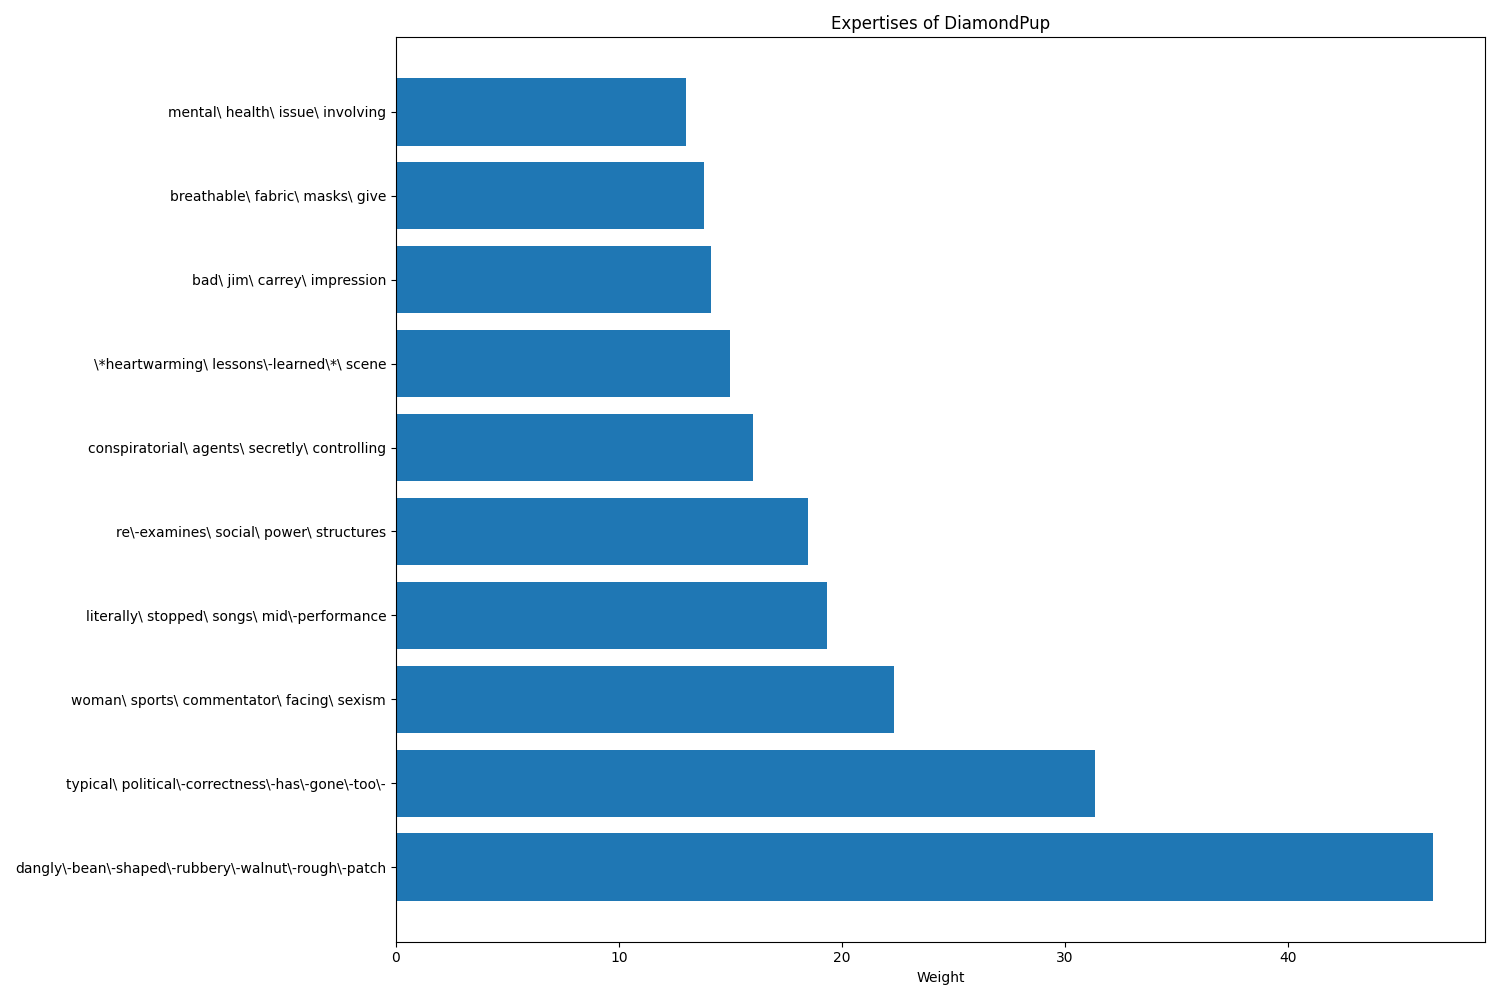 Expertises of DiamondPup
mental\ health\ issue\ involving
breathable\ fabric\ masks\ give
bad\ jim\ carrey\ impression
\*heartwarming\ lessons\-learned\*\ scene
conspiratorial\ agents\ secretly\ controlling
re\-examines\ social\ power\ structures
literally\ stopped\ songs\ mid\-performance
woman\ sports\ commentator\ facing\ sexism
typical\ political\-correctness\-has\-gone\-too\-
dangly\-bean\-shaped\-rubbery\-walnut\-rough\-patch
0 10 20 30 40
Weight